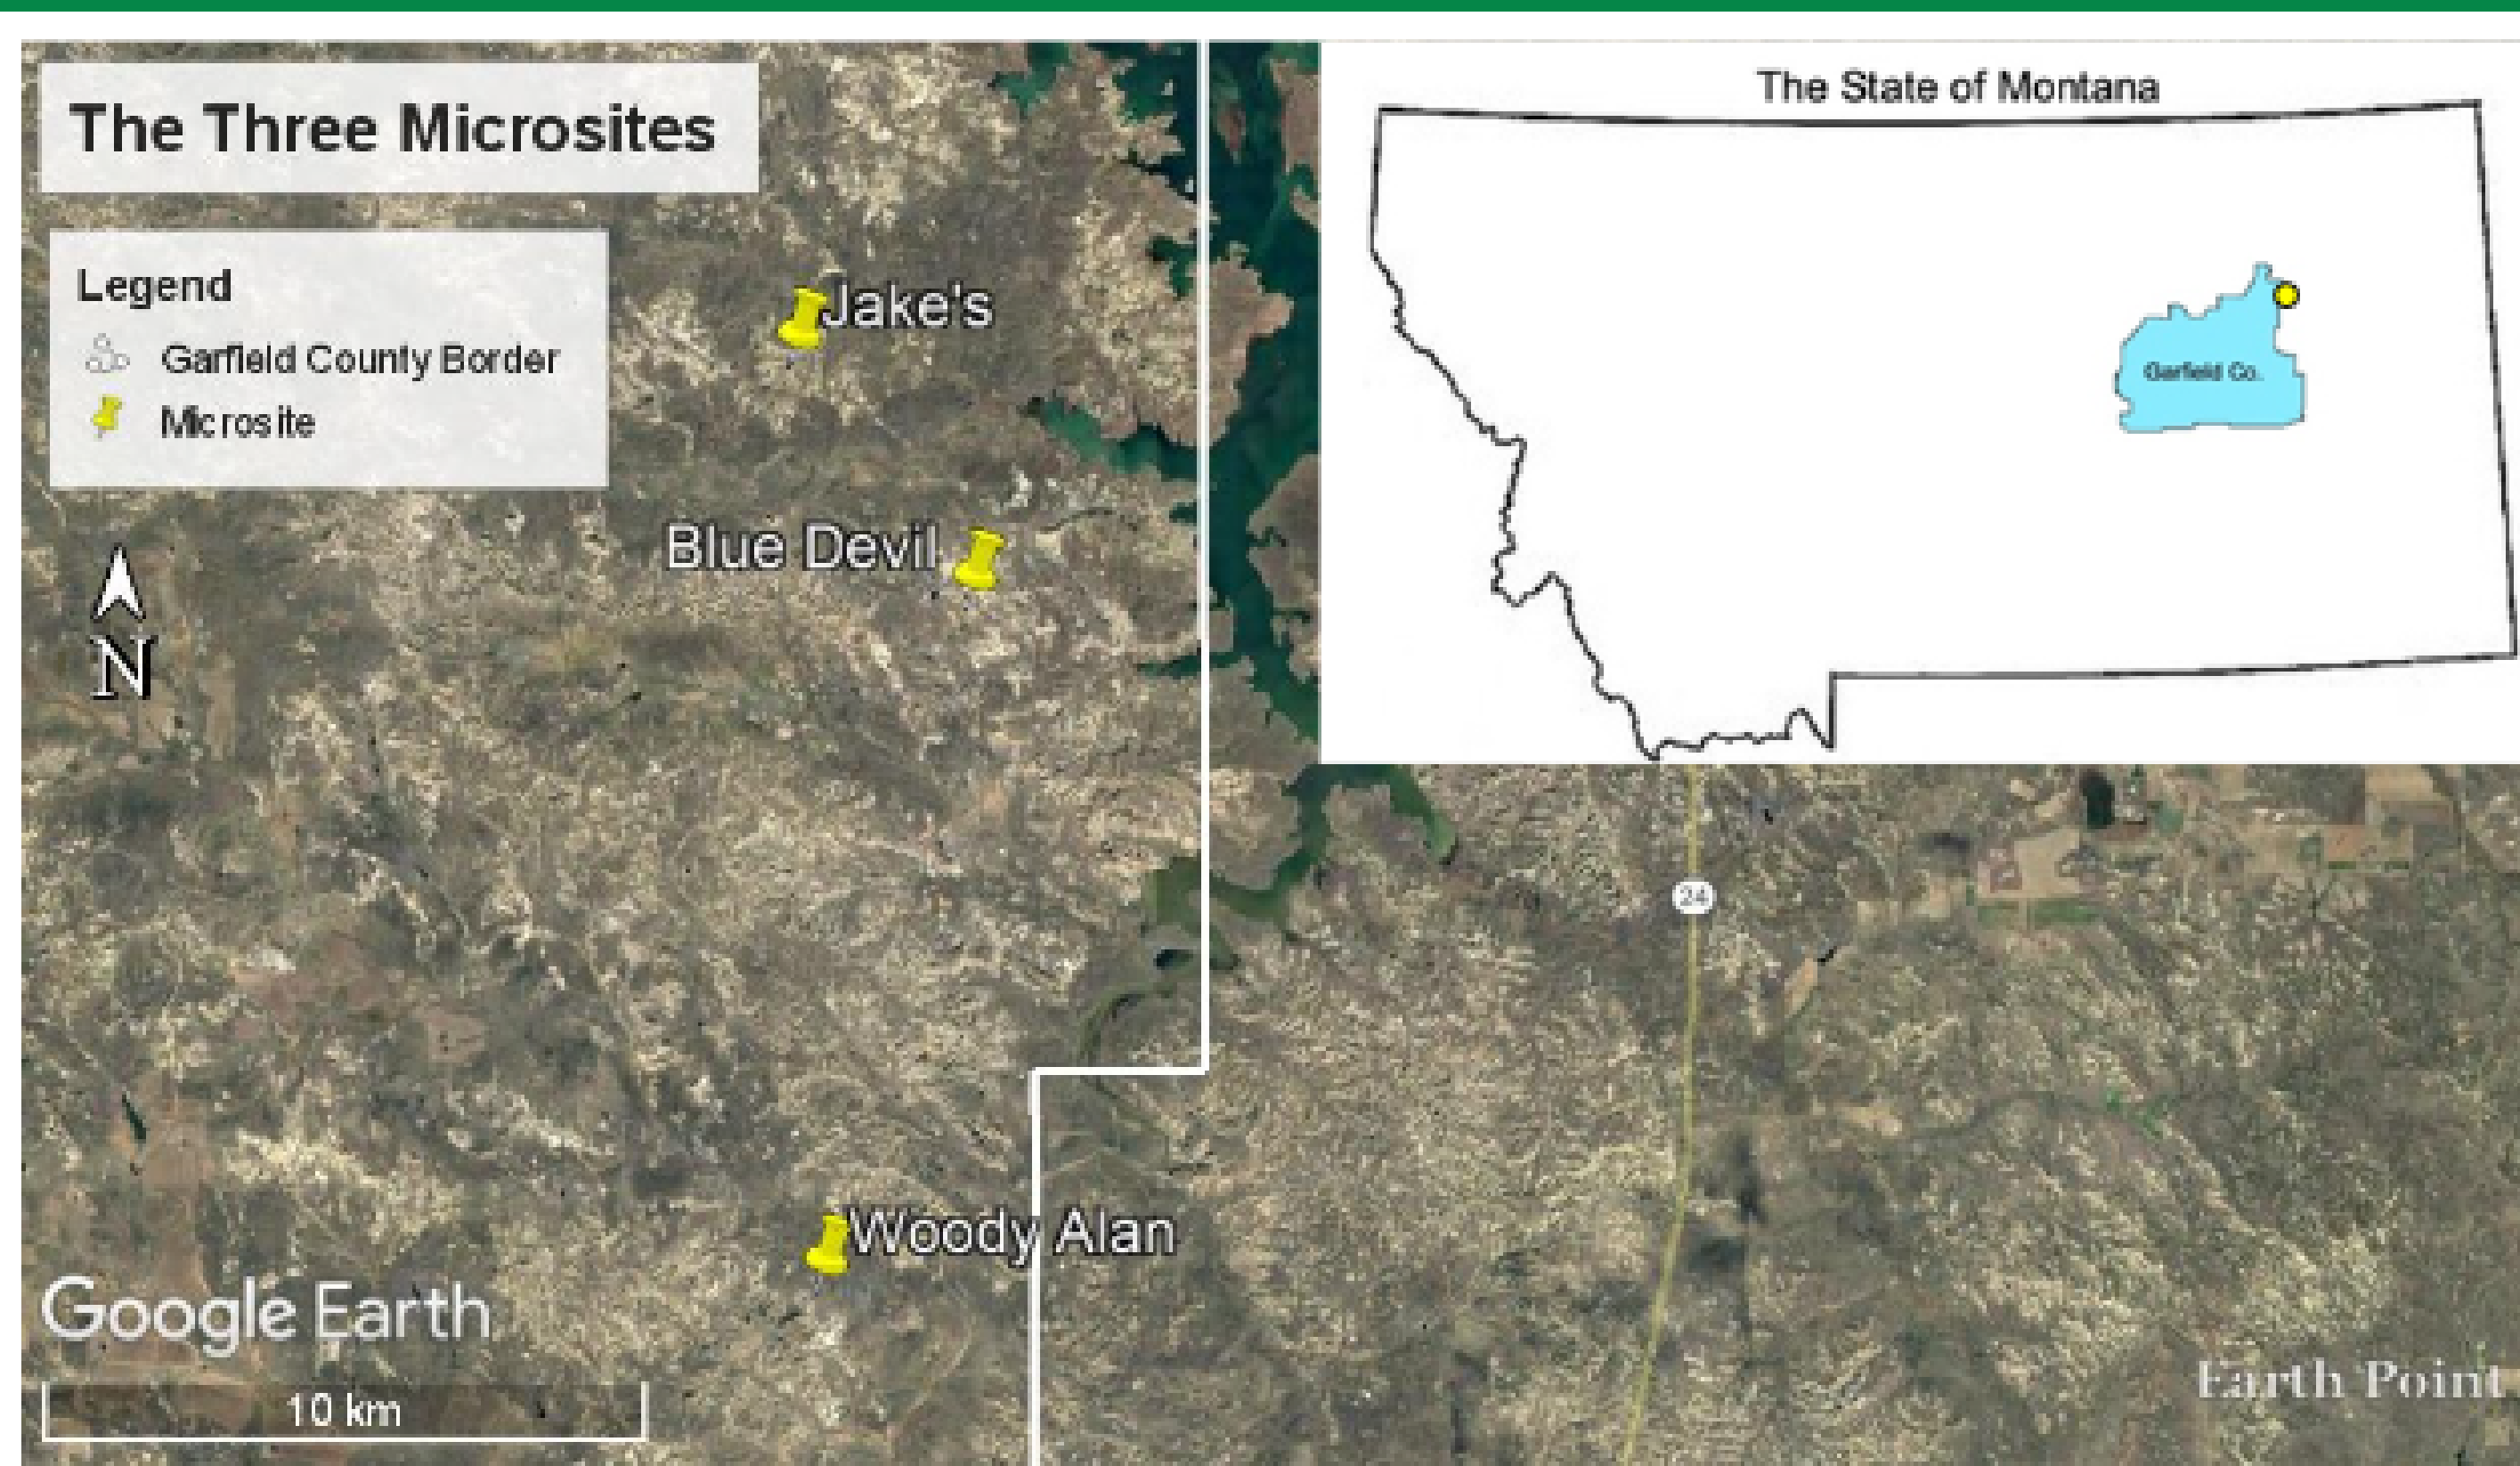 The Three Microsites
Legend
Garfield County Border
Microsite
N
Jake's
Blue Devil
Woody Alan
Google Earth
10 km
The State of Montana
Garfield Co.
24
Earth Point